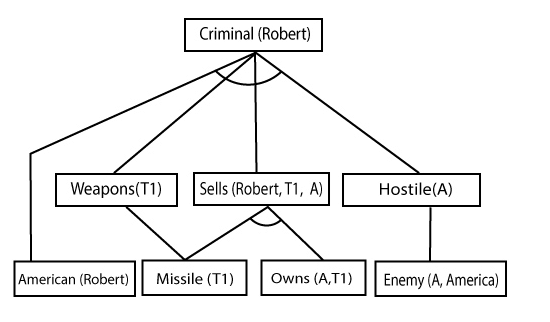 Criminal (Robert)
Weapons(T1)
Sells (Robert, T1, A)
Hostile(A)
American (Robert)
Missile (T1)
Owns (A,T1)
Enemy (A, America)